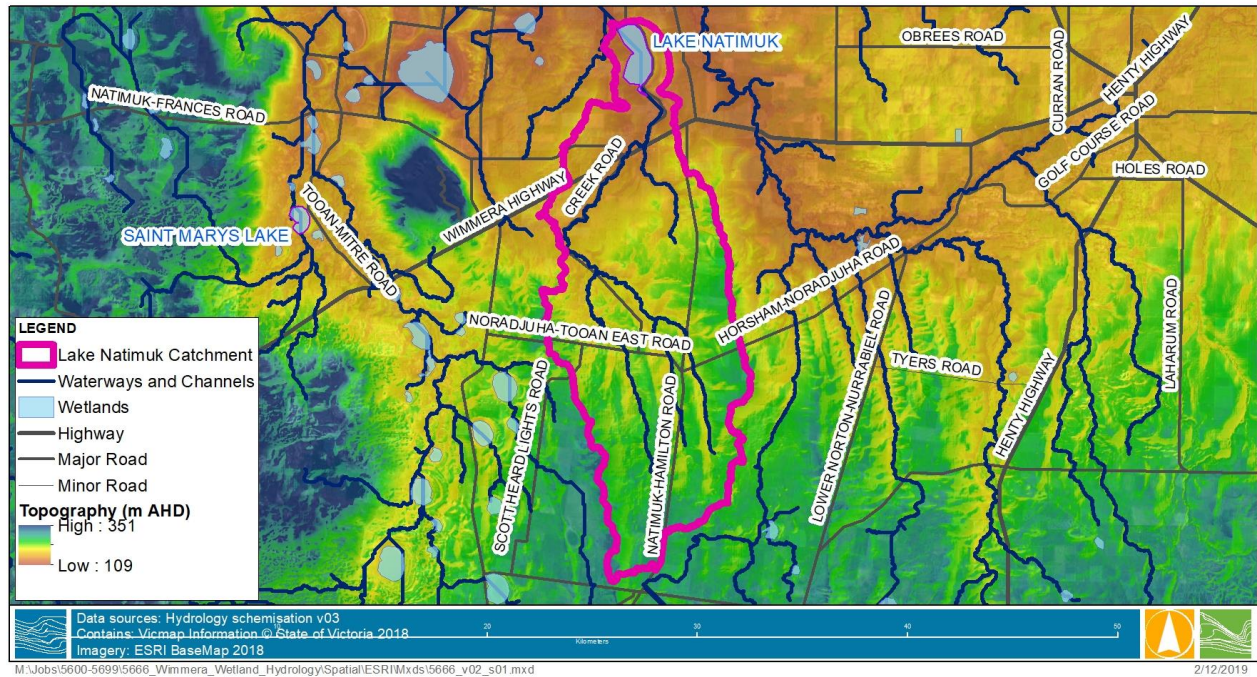 LAKE NATIMUK
OBREES ROAD
CURRAN ROAD
HENTY HIGHWAY
NATIMUK-FRANCES ROAD
GOLF COURSE ROAD
HOLES ROAD
CREEK ROAD
TOOAN-MITRE ROAD
WIMMERA HIGHWAY
SAINT MARYS LAKE
HORSHAM-NORADJUHA ROAD
NORADJUHA-TOOAN EAST ROAD
LAHARUM ROAD
LOWER NORTON-NURRABIEL ROAD
TYERS ROAD
HENTY HIGHWAY
SCOTT HEARD LIGHTS ROAD
NATIMUK-HAMILTON ROAD
LEGEND
Lake Natimuk Catchment
Waterways and Channels
Wetlands
Highway
Major Road
Minor Road
Topography (m AHD)
High : 351
Low : 109
Data sources: Hydrology schemisation v03
Contains: Vicmap Information © State of Victoria 2018
Imagery: ESRI BaseMap 2018
20 30 40 50
Kilometers
M:\Jobs\5600-5699\5666_Wimmera_Wetland_Hydrology\Spatial\ESRI\Mxds\5666_v02_s01.mxd
2/12/2019